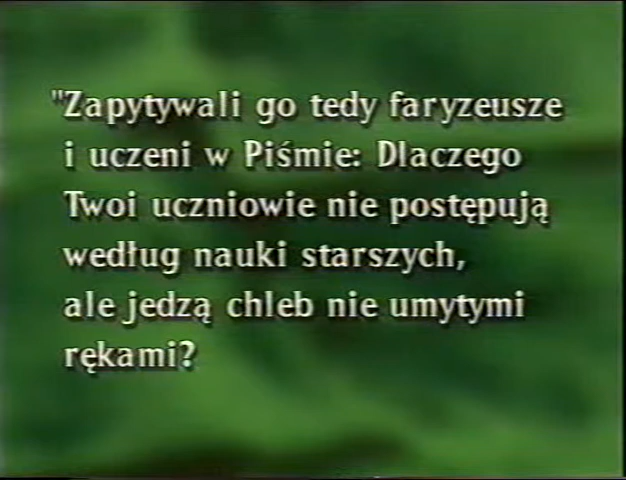 "Zapytywali go tedy faryzeusze
i uczeni w Piśmie: Dlaczego
Twoi uczniowie nie postępują
według nauki starszych,
ale jedzą chleb nie umytymi
rękami?